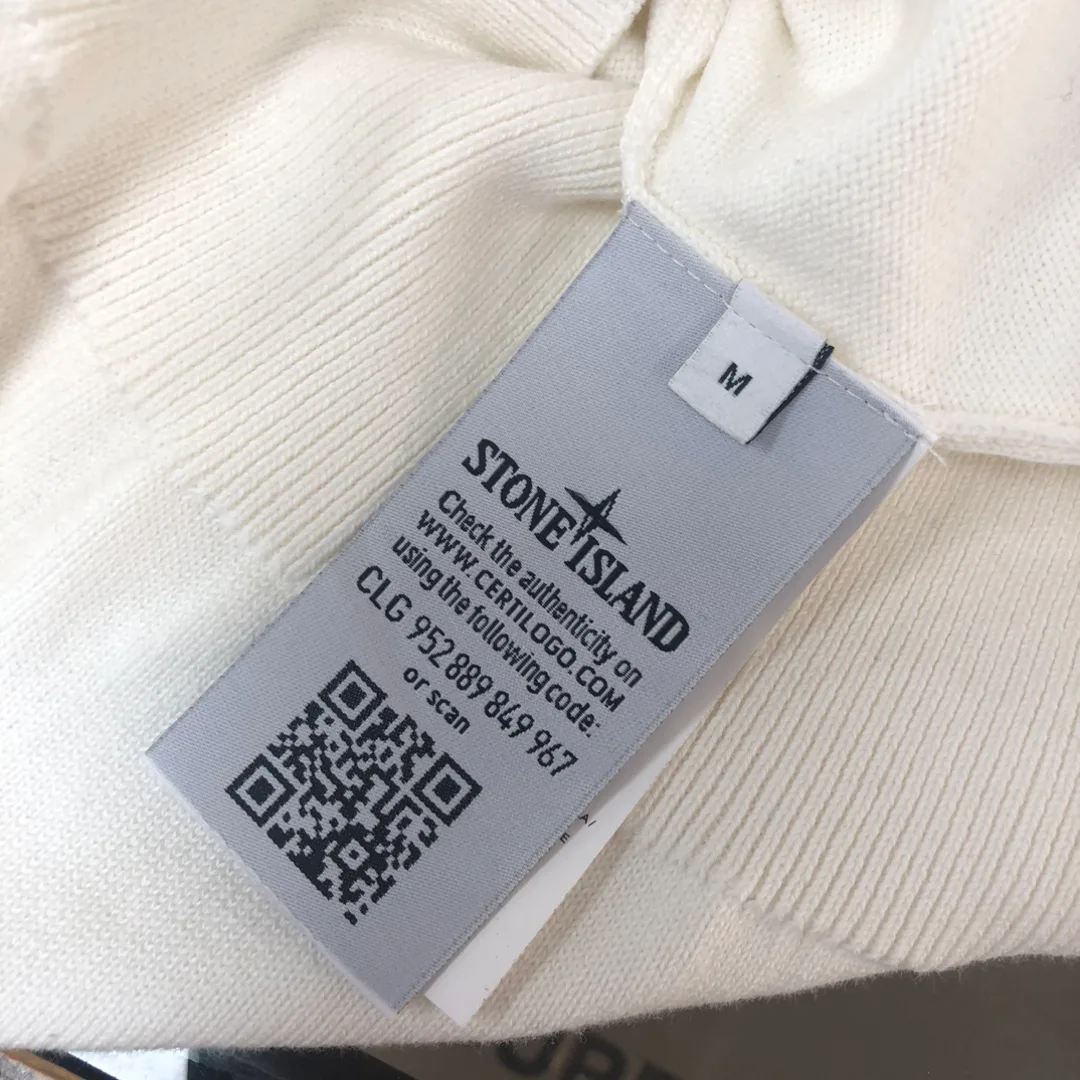 M
STONE ISLAND
Check the authenticity on
WWW.CERTILOGO.COM
using the following code:
CLG 952 889 849 967
or scan